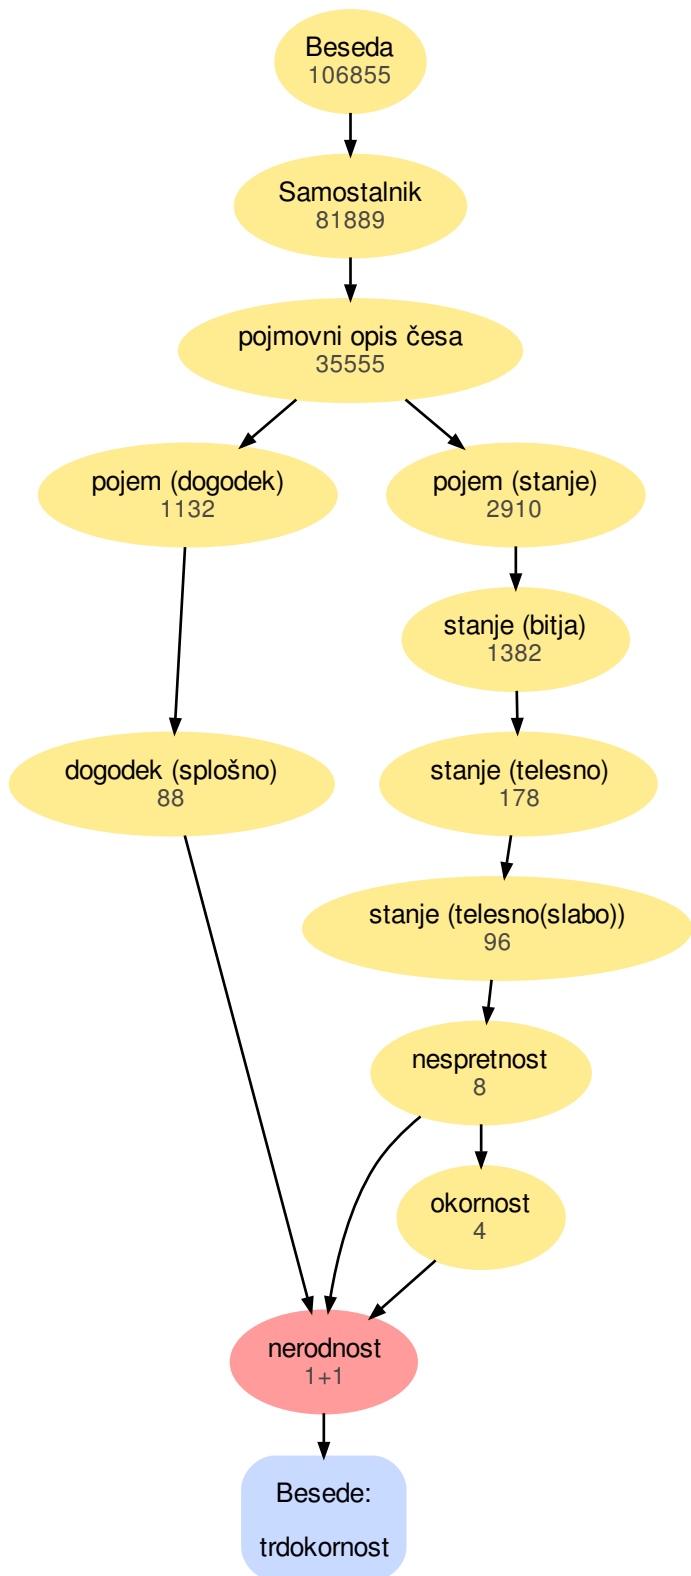 Beseda
106855
Samostalnik
81889
pojmovni opis česa
35555
pojem (dogodek)
1132
pojem (stanje)
2910
stanje (bitja)
1382
dogodek (splošno)
88
stanje (telesno)
178
stanje (telesno(slabo))
96
nespretnost
8
okornost
4
nerodnost
1+1
Besede:
trdokornost